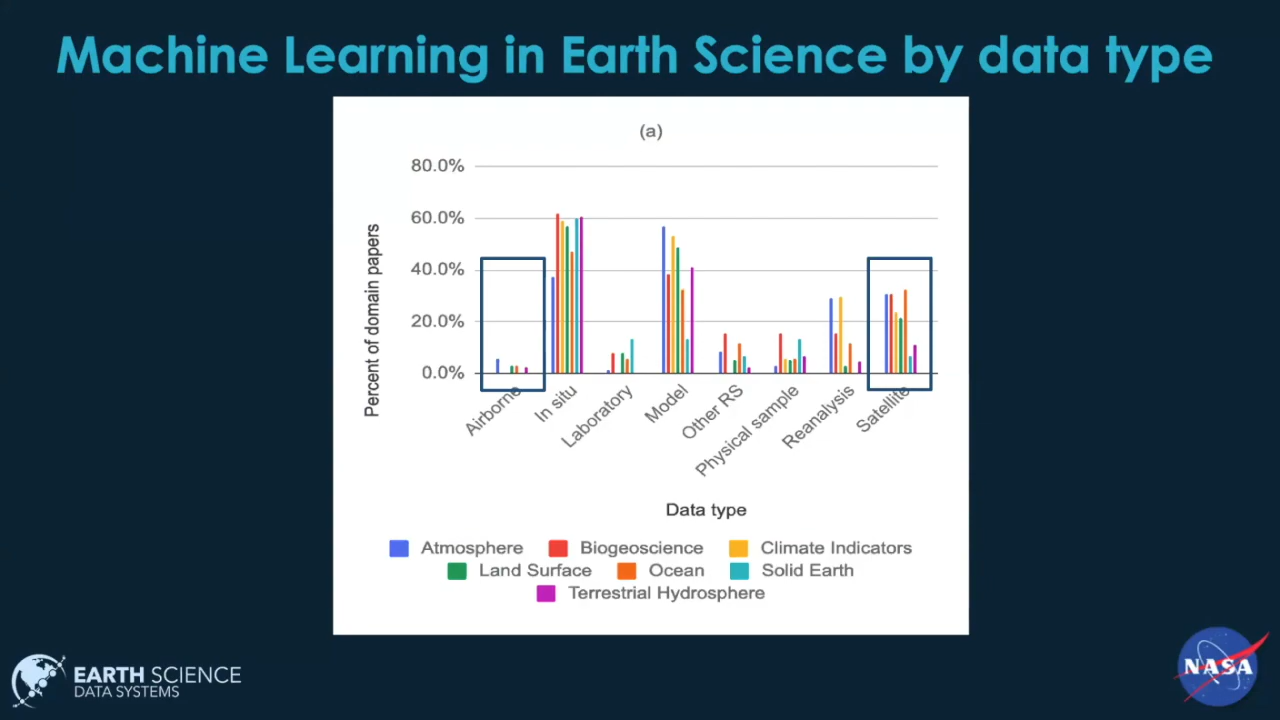 Machine Learning in Earth Science by data type
(a)
80.0%
60.0%
40.0%
20.0%
0.0%
Percent of domain papers
Airborne
In situ
Laboratory
Model
Other RS
Physical sample
Reanalysis
Satellite
Data type
Atmosphere Biogeoscience Climate Indicators
Land Surface Ocean Solid Earth
Terrestrial Hydrosphere
EARTH SCIENCE
DATA SYSTEMS
NASA